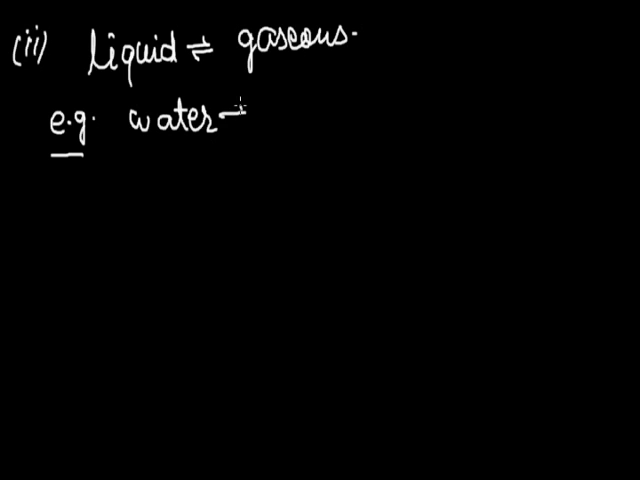 (ii) Liquid ⇌ gaseous.
e.g. water -